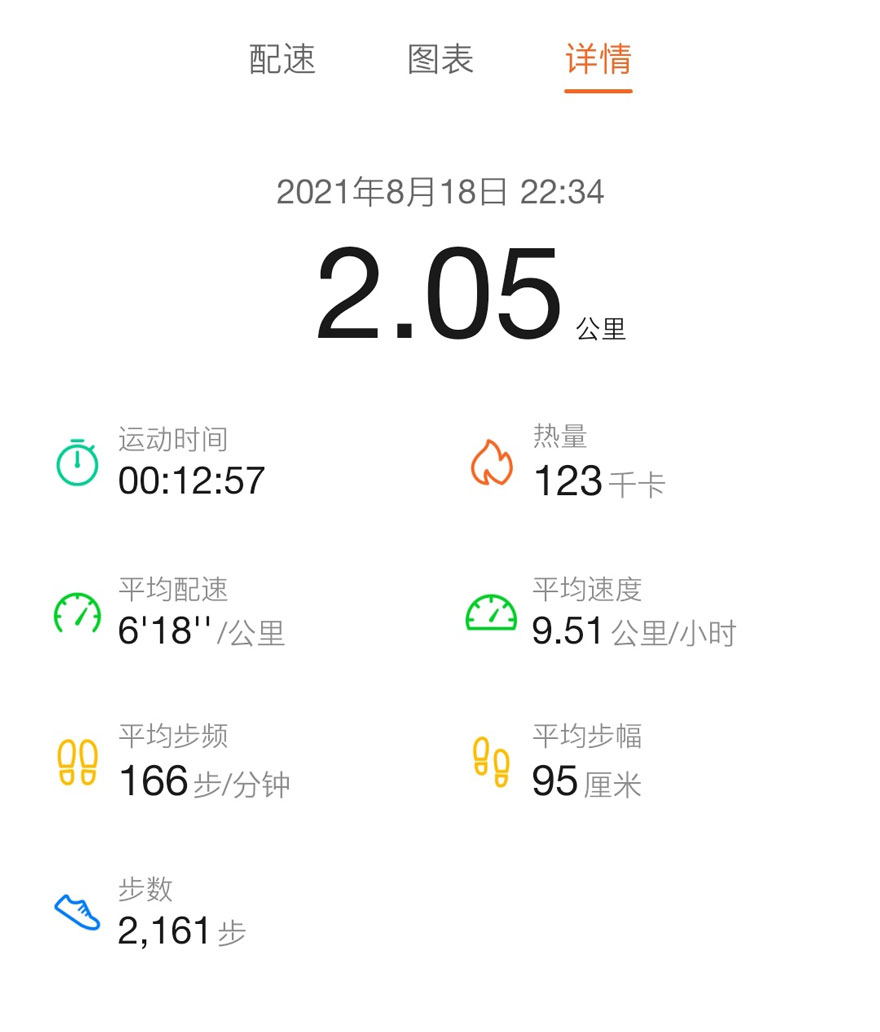 配速 图表 详情
2021年8月18日 22:34
2.05 公里
运动时间
00:12:57
热量
123 千卡
平均配速
6'18''/公里
平均速度
9.51 公里/小时
平均步频
166 步/分钟
平均步幅
95 厘米
步数
2,161 步